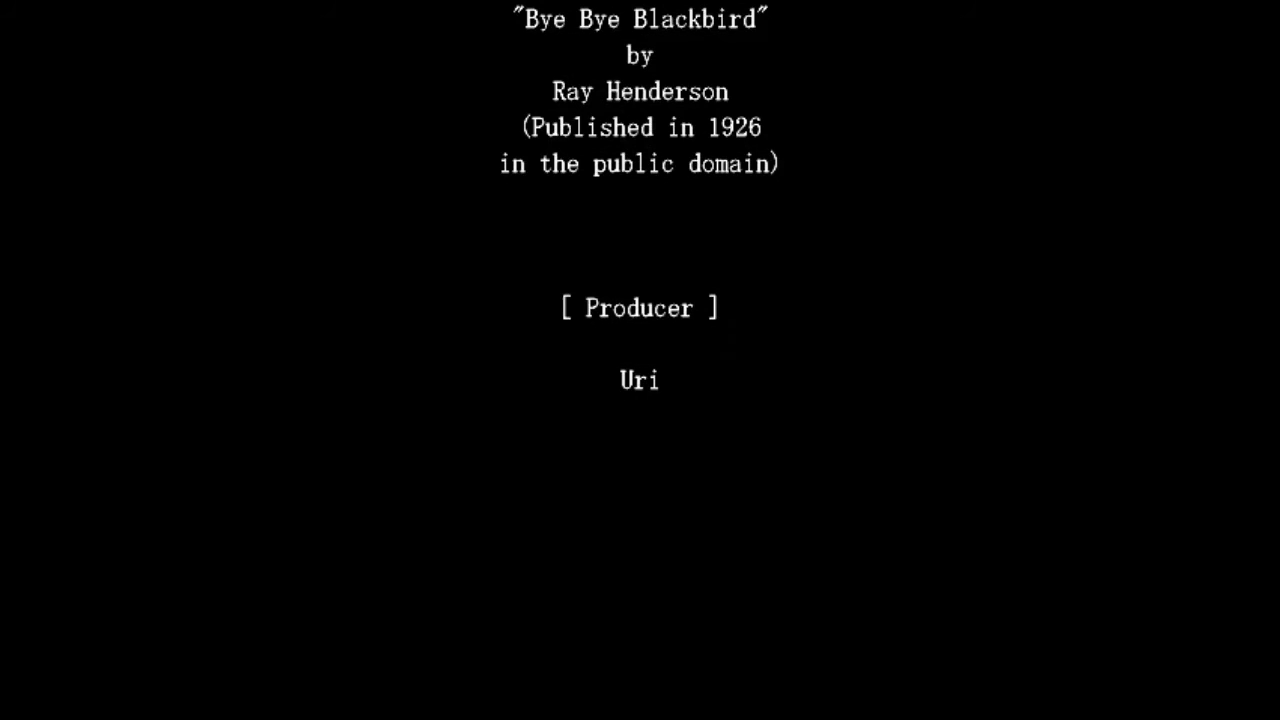 "Bye Bye Blackbird"
by
Ray Henderson
(Published in 1926
in the public domain)
[ Producer ]
Uri